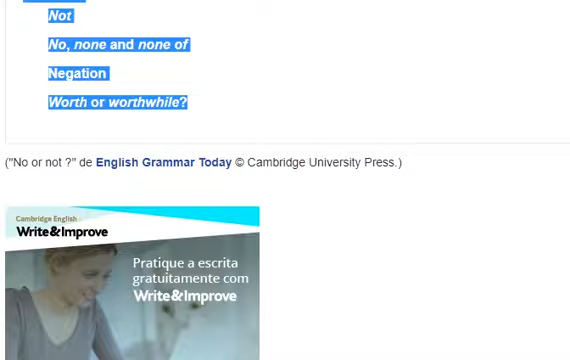 Not
No, none and none of
Negation
Worth or worthwhile?
("No or not ?" de English Grammar Today © Cambridge University Press.)
Cambridge English
Write&Improve
Pratique a escrita
gratuitamente com
Write&Improve